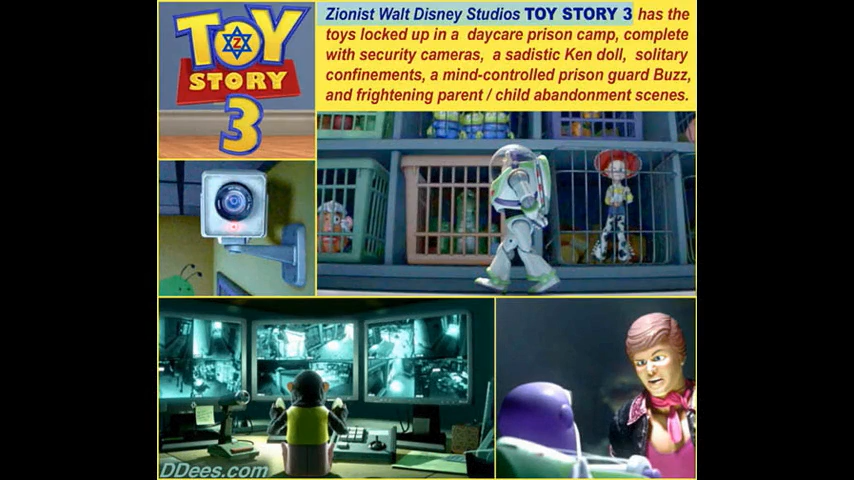 TOY
STORY
3
Z
Zionist Walt Disney Studios TOY STORY 3 has the
toys locked up in a daycare prison camp, complete
with security cameras, a sadistic Ken doll, solitary
confinements, a mind-controlled prison guard Buzz,
and frightening parent / child abandonment scenes.
DDees.com